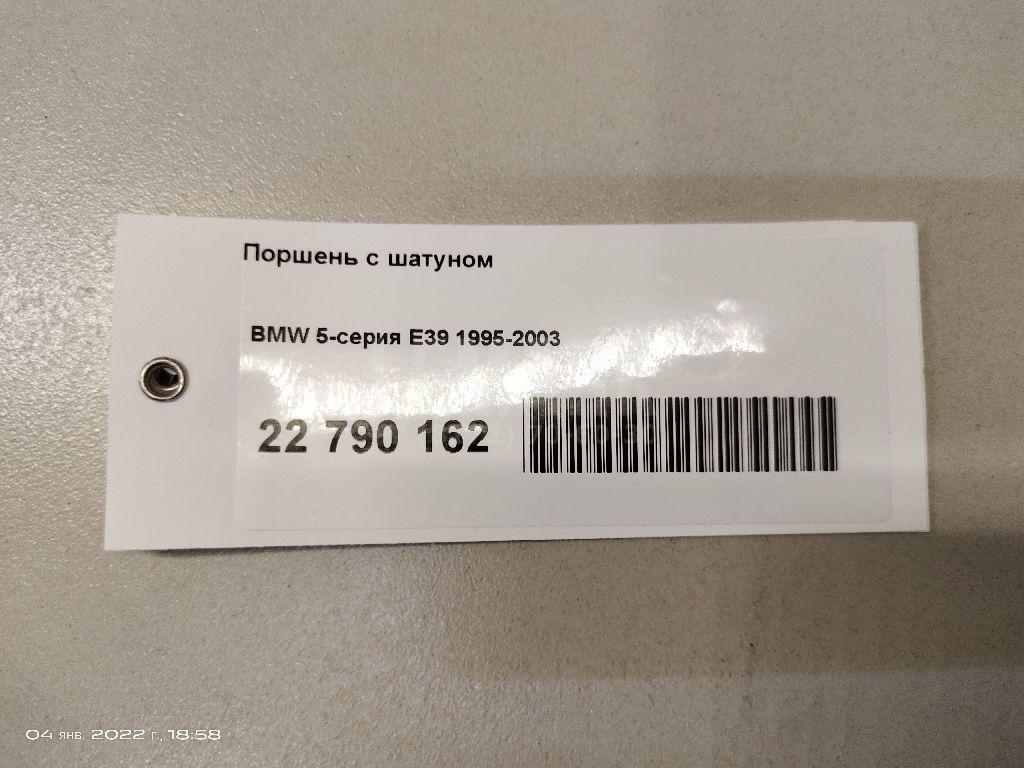 Поршень с шатуном
BMW 5-серия E39 1995-2003
22 790 162
04 янв. 2022 г., 18:58